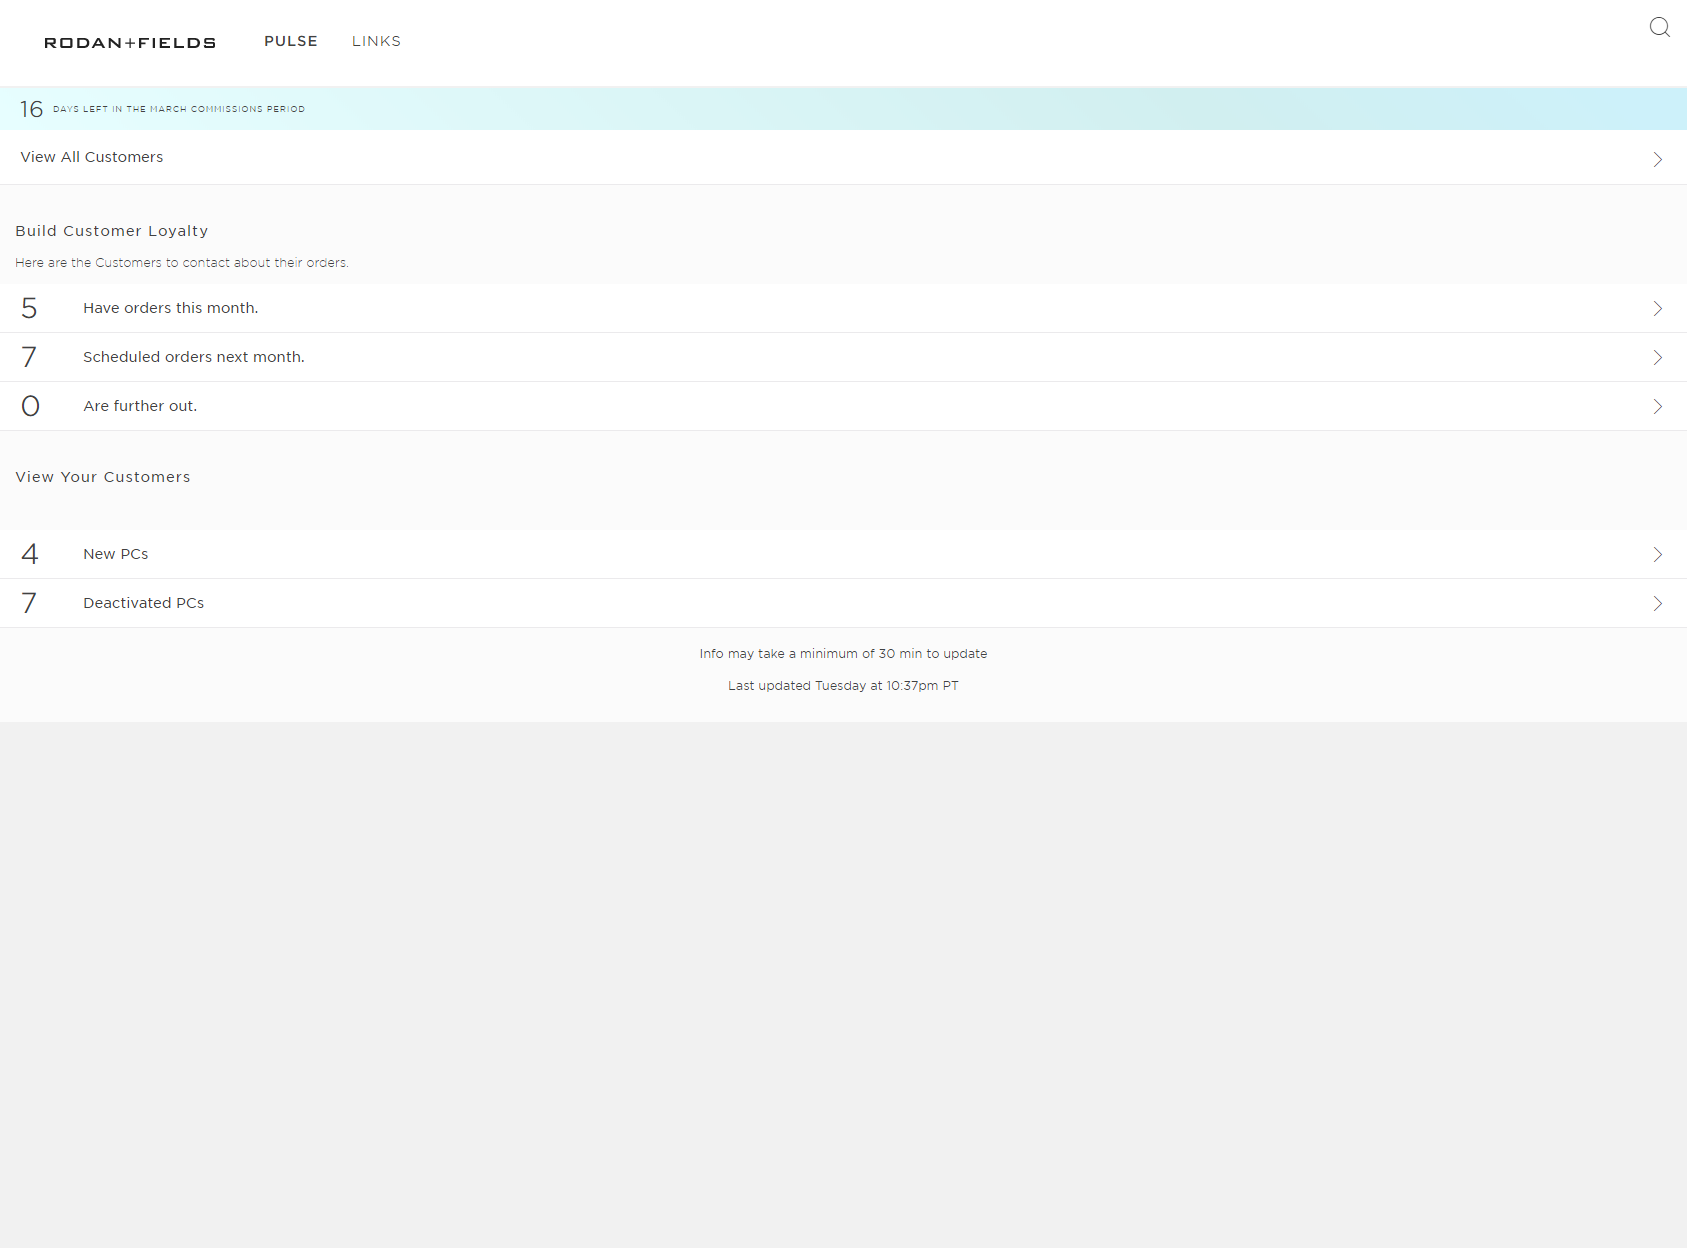 RODAN+FIELDS PULSE LINKS
16 DAYS LEFT IN THE MARCH COMMISSIONS PERIOD
View All Customers
Build Customer Loyalty
Here are the Customers to contact about their orders.
5 Have orders this month.
7 Scheduled orders next month.
0 Are further out.
View Your Customers
4 New PCs
7 Deactivated PCs
Info may take a minimum of 30 min to update
Last updated Tuesday at 10:37pm PT